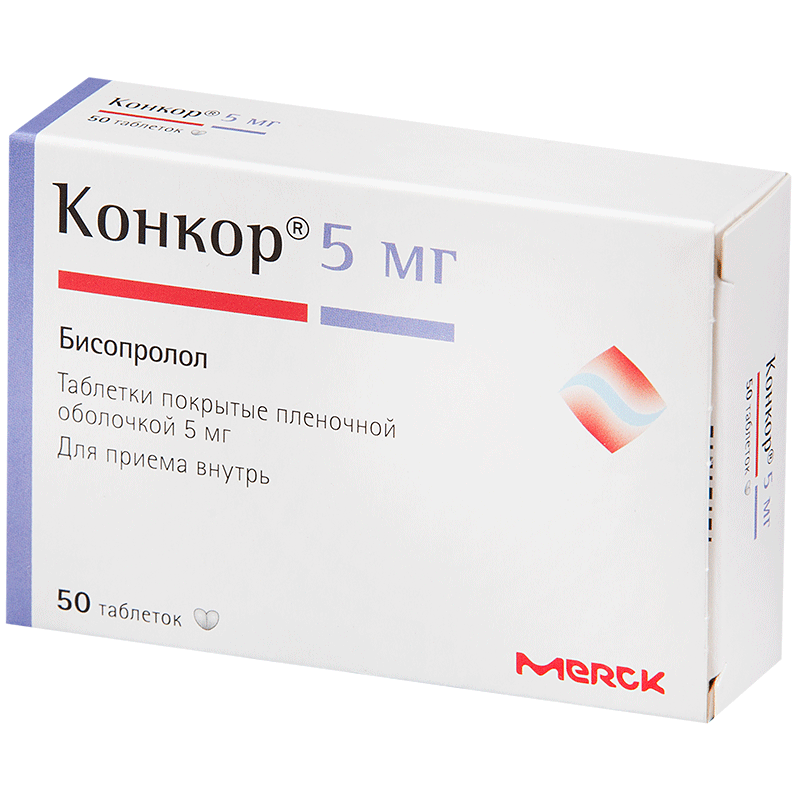 Конкор® 5 мг
50 таблеток
Конкор® 5 мг
Бисопролол
Таблетки покрытые пленочной
оболочкой 5 мг
Для приема внутрь
50 таблеток
MERCK
Конкор® 5 мг
50 таблеток